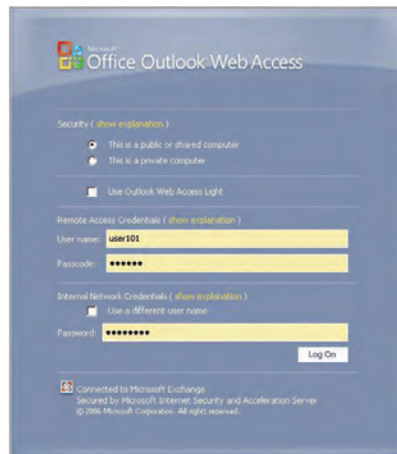 Microsoft
Office Outlook Web Access
Security ( show explanation )
This is a public or shared computer
This is a private computer
Use Outlook Web Access Light
Remote Access Credentials ( show explanation )
User name: user101
Passcode: ••••••
Internal Network Credentials ( show explanation )
Use a different user name
Password: ••••••••
Log On
Connected to Microsoft Exchange
Secured by Microsoft Internet Security and Acceleration Server
© 2006 Microsoft Corporation. All rights reserved.